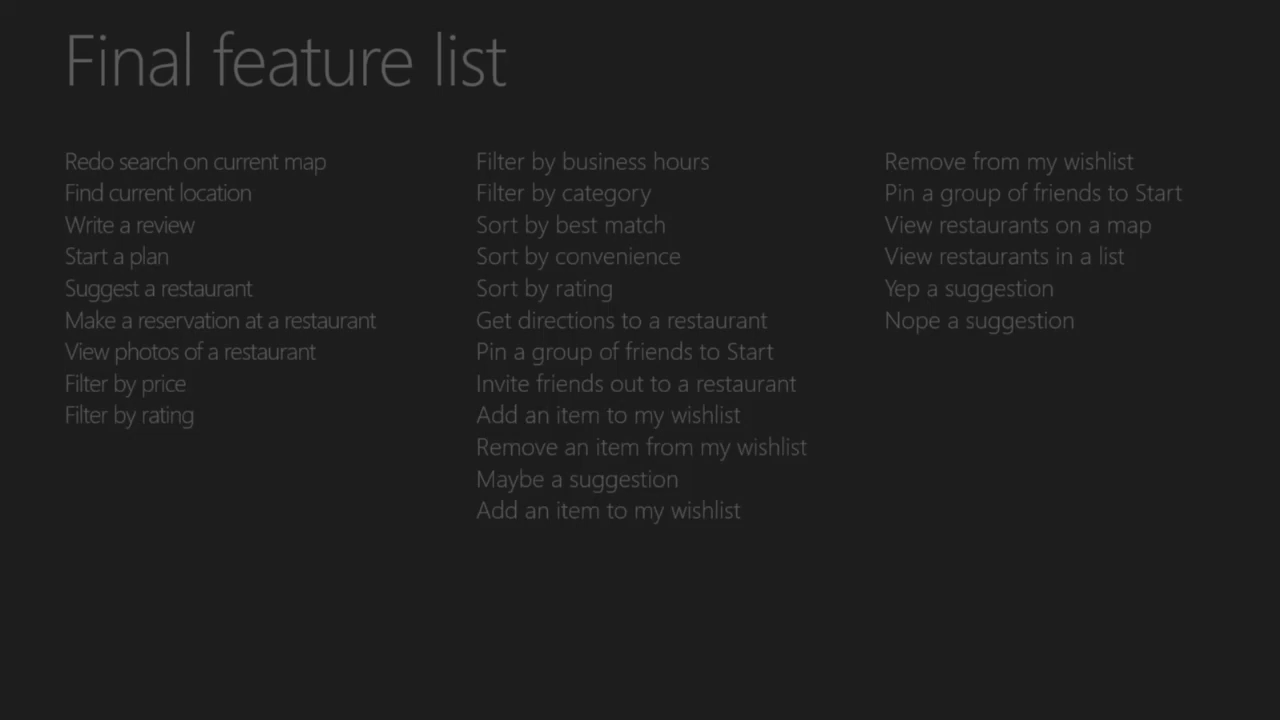 Final feature list
Redo search on current map
Find current location
Write a review
Start a plan
Suggest a restaurant
Make a reservation at a restaurant
View photos of a restaurant
Filter by price
Filter by rating
Filter by business hours
Filter by category
Sort by best match
Sort by convenience
Sort by rating
Get directions to a restaurant
Pin a group of friends to Start
Invite friends out to a restaurant
Add an item to my wishlist
Remove an item from my wishlist
Maybe a suggestion
Add an item to my wishlist
Remove from my wishlist
Pin a group of friends to Start
View restaurants on a map
View restaurants in a list
Yep a suggestion
Nope a suggestion